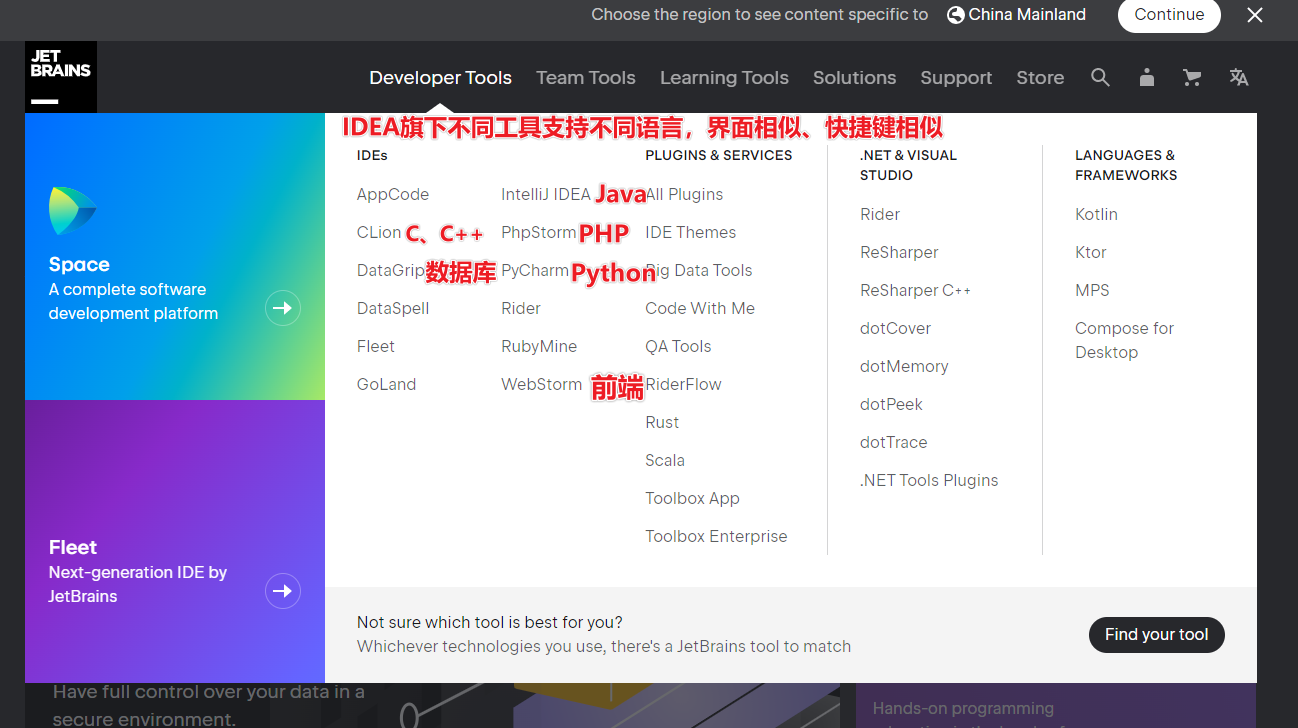 Choose the region to see content specific to China Mainland Continue
JET
BRAINS
Developer Tools Team Tools Learning Tools Solutions Support Store
IDEA旗下不同工具支持不同语言，界面相似、快捷键相似
Space
A complete software
development platform
Fleet
Next-generation IDE by
JetBrains
IDEs
AppCode
CLion C、C++
DataGrip 数据库
DataSpell
Fleet
GoLand
IntelliJ IDEA Java
PhpStorm PHP
PyCharm Python
Rider
RubyMine
WebStorm 前端
PLUGINS & SERVICES
All Plugins
IDE Themes
Big Data Tools
Code With Me
QA Tools
RiderFlow
Rust
Scala
Toolbox App
Toolbox Enterprise
.NET & VISUAL
STUDIO
Rider
ReSharper
ReSharper C++
dotCover
dotMemory
dotPeek
dotTrace
.NET Tools Plugins
LANGUAGES &
FRAMEWORKS
Kotlin
Ktor
MPS
Compose for
Desktop
Not sure which tool is best for you?
Whichever technologies you use, there's a JetBrains tool to match
Find your tool
Have full control over your data in a
secure environment.
Hands-on programming